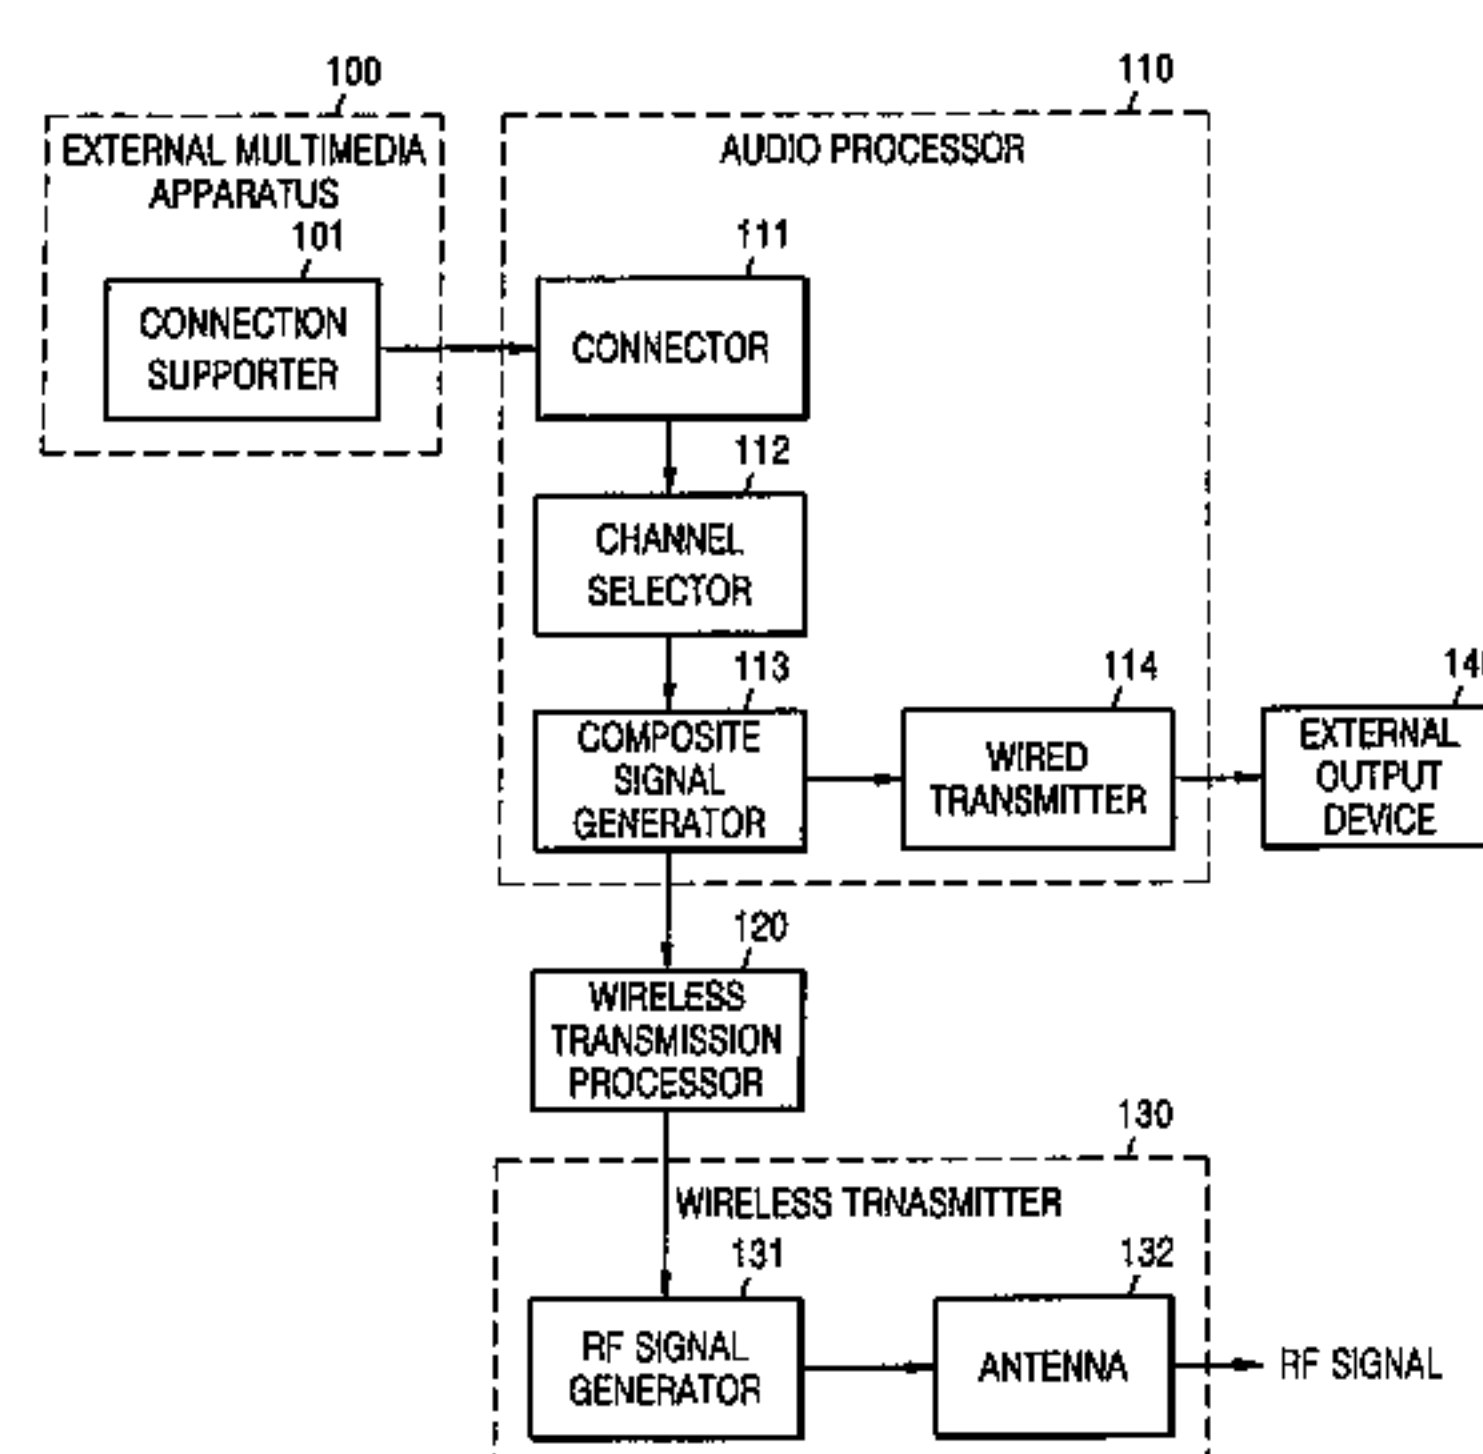 100
EXTERNAL MULTIMEDIA
APPARATUS
101
CONNECTION
SUPPORTER
110
AUDIO PROCESSOR
111
CONNECTOR
112
CHANNEL
SELECTOR
113
COMPOSITE
SIGNAL
GENERATOR
114
WIRED
TRANSMITTER
EXTERNAL
OUTPUT
DEVICE
120
WIRELESS
TRANSMISSION
PROCESSOR
130
WIRELESS TRNASMITTER
131
RF SIGNAL
GENERATOR
132
ANTENNA
RF SIGNAL